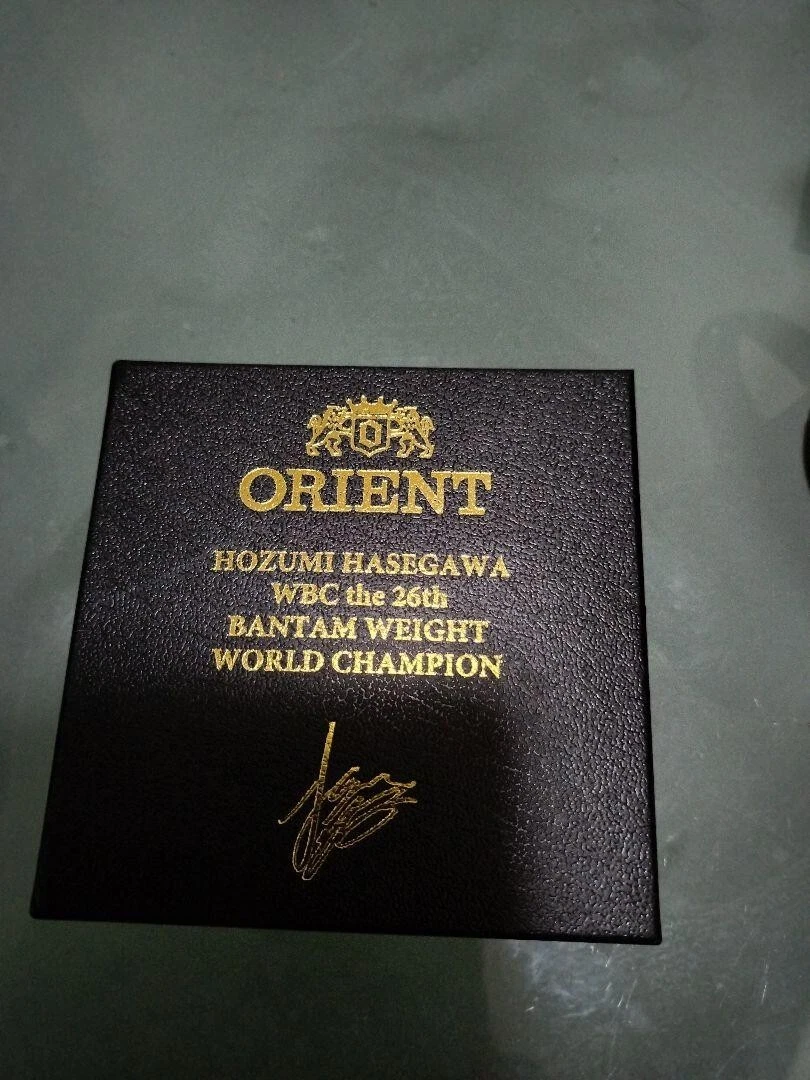 ORIENT
HOZUMI HASEGAWA
WBC the 26th
BANTAM WEIGHT
WORLD CHAMPION